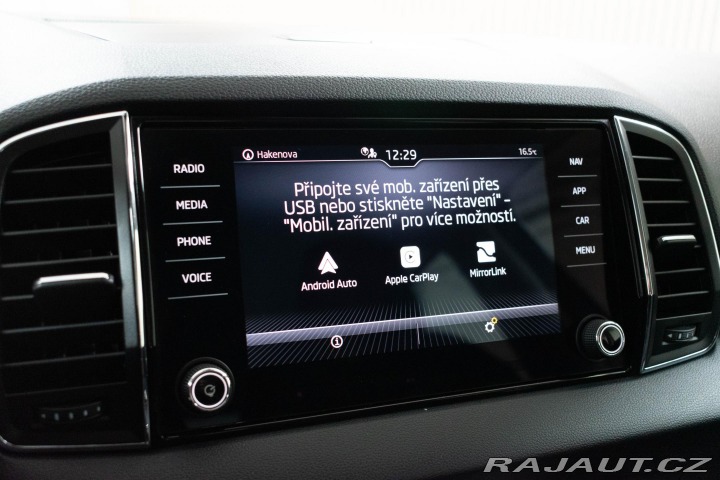 Hakenova
12:29
16.5°C
RADIO
MEDIA
PHONE
VOICE
Připojte své mob. zařízení přes
USB nebo stiskněte "Nastavení" -
"Mobil. zařízení" pro více možností.
Android Auto
Apple CarPlay
MirrorLink
NAV
APP
CAR
MENU
RAJAUT.CZ